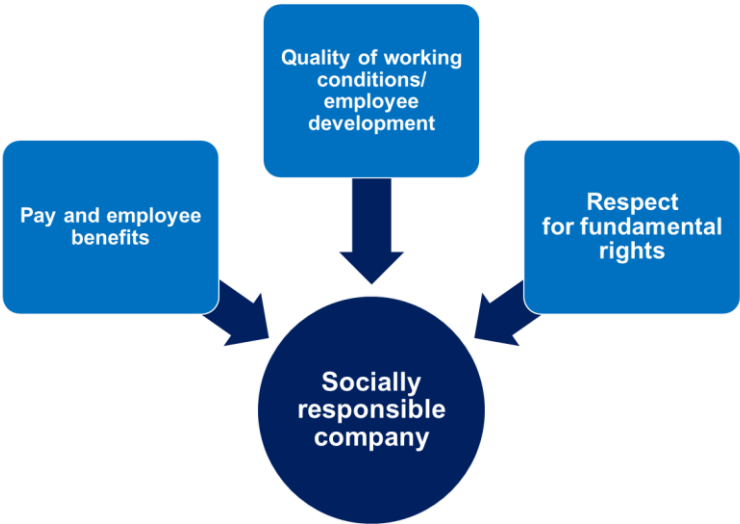 Quality of working
conditions/
employee
development
Pay and employee
benefits
Respect
for fundamental
rights
Socially
responsible
company